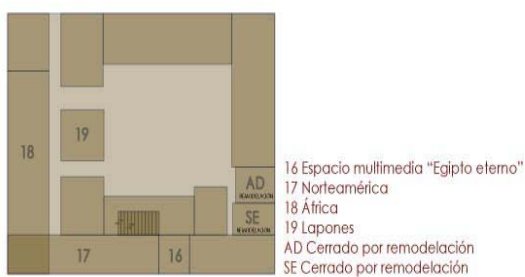 19
18
AD
REMODELACIÓN
SE
REMODELACIÓN
17
16
16 Espacio multimedia "Egipto eterno"
17 Norteamérica
18 África
19 Lapones
AD Cerrado por remodelación
SE Cerrado por remodelación